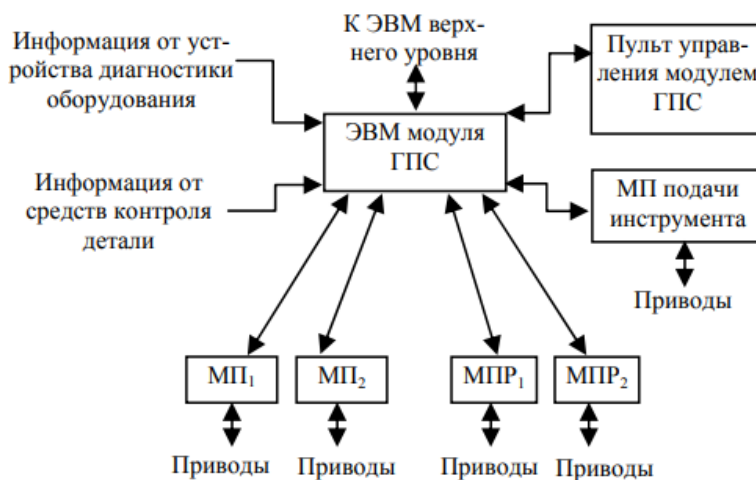 Информация от уст-
ройства диагностики
оборудования
К ЭВМ верх-
него уровня
Пульт управ-
ления модулем
ГПС
ЭВМ модуля
ГПС
Информация от
средств контроля
детали
МП подачи
инструмента
Приводы
МП₁
МП₂
МПР₁
МПР₂
Приводы
Приводы
Приводы
Приводы